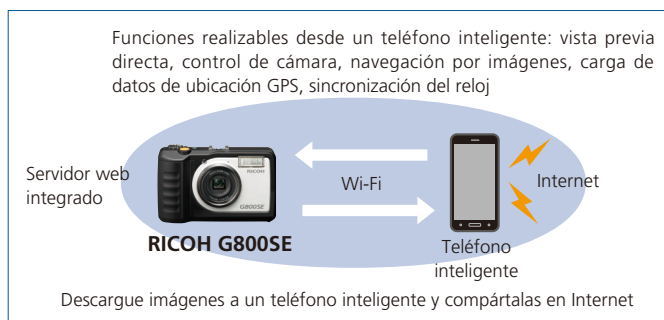 Funciones realizables desde un teléfono inteligente: vista previa
directa, control de cámara, navegación por imágenes, carga de
datos de ubicación GPS, sincronización del reloj
Servidor web
integrado
RICOH
G800SE
RICOH G800SE
Wi-Fi
Internet
Teléfono
inteligente
Descargue imágenes a un teléfono inteligente y compártalas en Internet